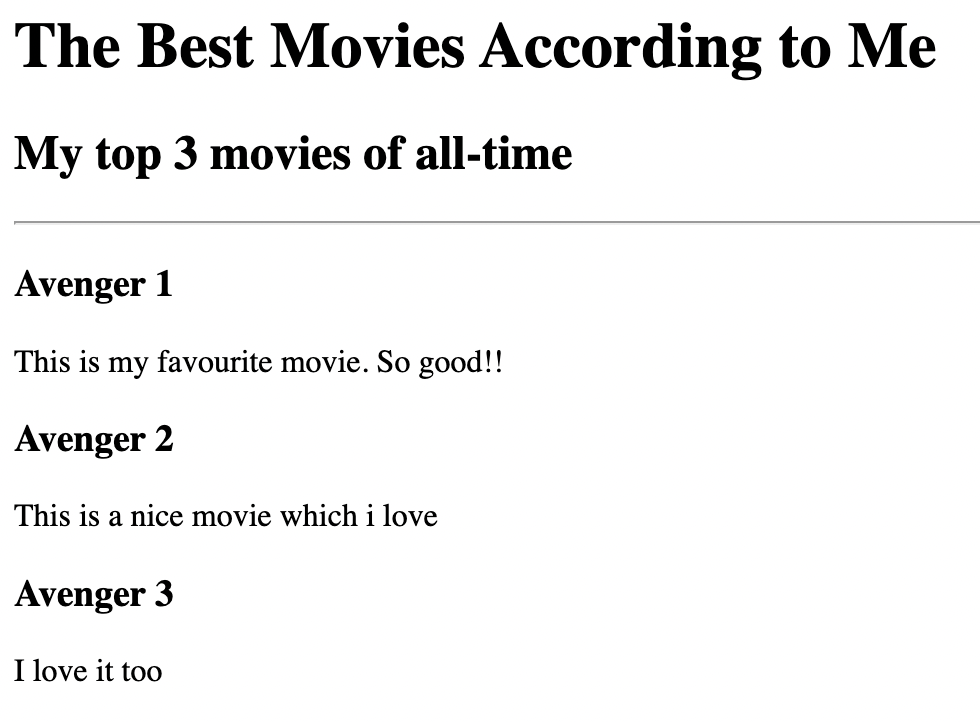 The Best Movies According to Me
My top 3 movies of all-time
Avenger 1
This is my favourite movie. So good!!
Avenger 2
This is a nice movie which i love
Avenger 3
I love it too